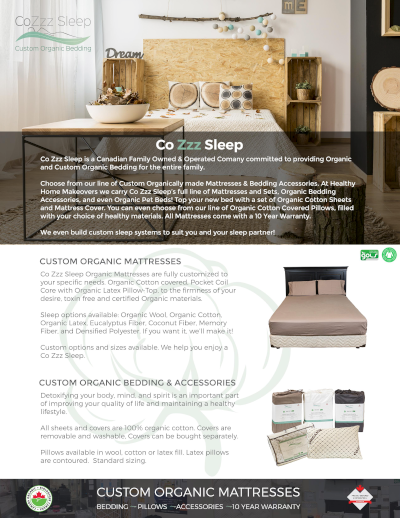 CoZzz Sleep
Custom Organic Bedding
Dream
Co Zzz Sleep
Co Zzz Sleep is a Canadian Family Owned & Operated Comany committed to providing Organic
and Custom Organic Bedding for the entire family.
Choose from our line of Custom Organically made Mattresses & Bedding Accessories. At Healthy
Home Makeovers we carry Co Zzz Sleep's full line of Mattresses and Sets, Organic Bedding
Accessories, and even Organic Pet Beds! Top your new bed with a set of Organic Cotton Sheets
and Mattress Cover. You can even choose from our line of Organic Cotton Covered Pillows, filled
with your choice of healthy materials. All Mattresses come with a 10 Year Warranty.
We even build custom sleep systems to suit you and your sleep partner!
CUSTOM ORGANIC MATTRESSES
Co Zzz Sleep Organic Mattresses are fully customized to
your specific needs. Organic Cotton covered, Pocket Coil
Core with Organic Latex Pillow-Top, to the firmness of your
desire, toxin free and certified Organic materials.
Sleep options available: Organic Wool, Organic Cotton,
Organic Latex, Eucalyptus Fiber, Coconut Fiber, Memory
Fiber, and Densified Polyester. If you want it, we'll make it!
Custom options and sizes available. We help you enjoy a
Co Zzz Sleep.
gols
CUSTOM ORGANIC BEDDING & ACCESSORIES
Detoxifying your body, mind, and spirit is an important part
of improving your quality of life and maintaining a healthy
lifestyle.
All sheets and covers are 100% organic cotton. Covers are
removable and washable. Covers can be bought separately.
Pillows available in wool, cotton or latex fill. Latex pillows
are contoured. Standard sizing.
CUSTOM ORGANIC MATTRESSES
BEDDING — PILLOWS — ACCESSORIES — 10 YEAR WARRANTY